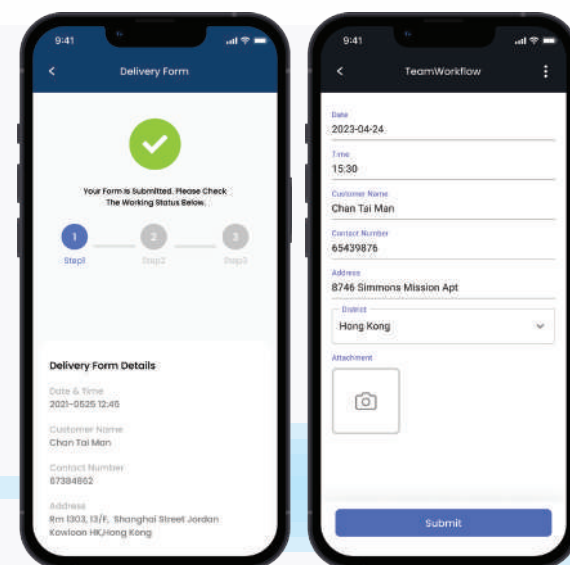 9:41
Delivery Form
Your Form is Submitted. Please Check
The Working Status Below.
1
2
3
Step1
Step2
Step3
Delivery Form Details
Date & Time
2021-0525 12:45
Customer Name
Chan Tai Man
Contact Number
67384862
Address
Rm 1303, 13/F, Shanghai Street Jordan
Kowloon HK,Hong Kong
9:41
TeamWorkflow
Date
2023-04-24
Time
15:30
Customer Name
Chan Tai Man
Contact Number
65439876
Address
8746 Simmons Mission Apt
District
Hong Kong
Attachment
Submit